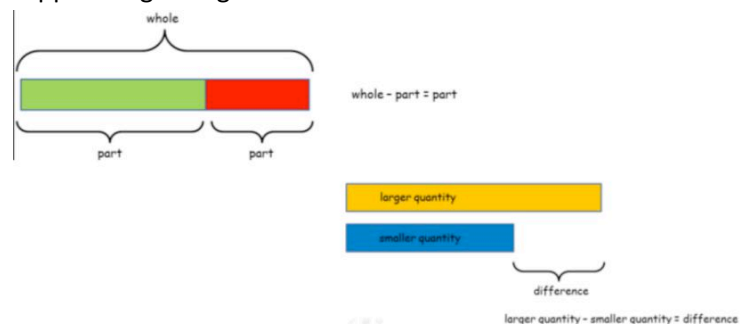 whole
whole - part = part
part
part
larger quantity
smaller quantity
difference
larger quantity - smaller quantity = difference